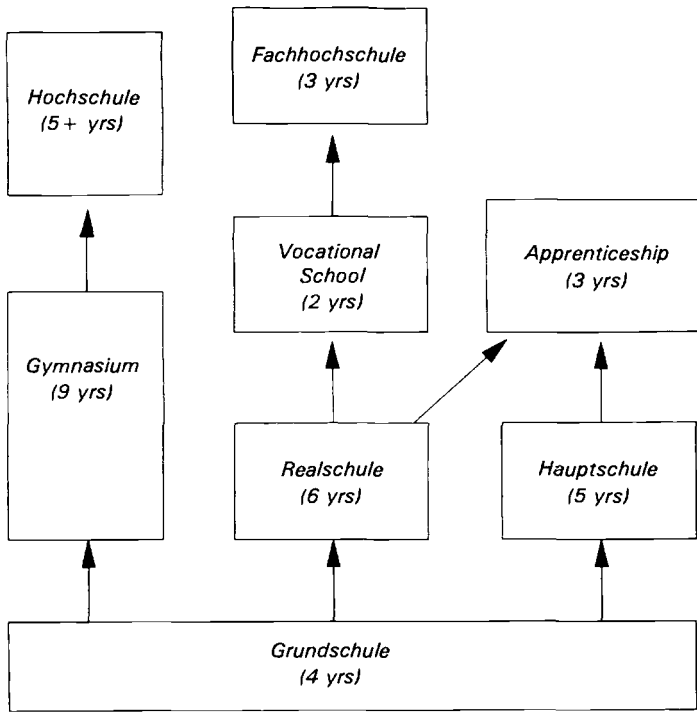 Hochschule
(5+ yrs)
Fachhochschule
(3 yrs)
Vocational
School
(2 yrs)
Apprenticeship
(3 yrs)
Gymnasium
(9 yrs)
Realschule
(6 yrs)
Hauptschule
(5 yrs)
Grundschule
(4 yrs)